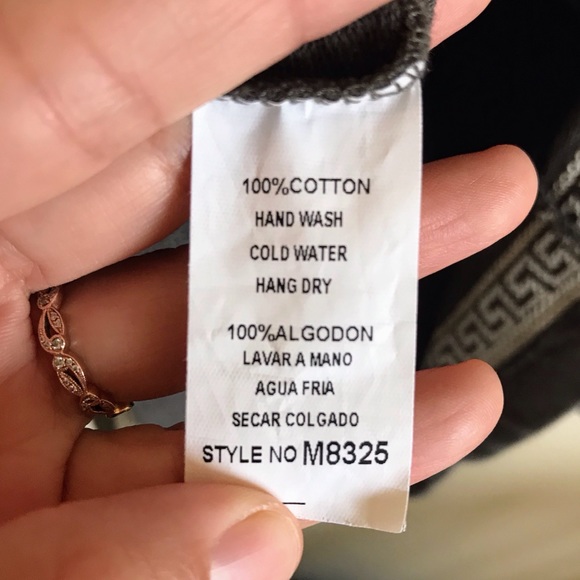 100%COTTON
HAND WASH
COLD WATER
HANG DRY
100%ALGODON
LAVAR A MANO
AGUA FRIA
SECAR COLGADO
STYLE NO M8325